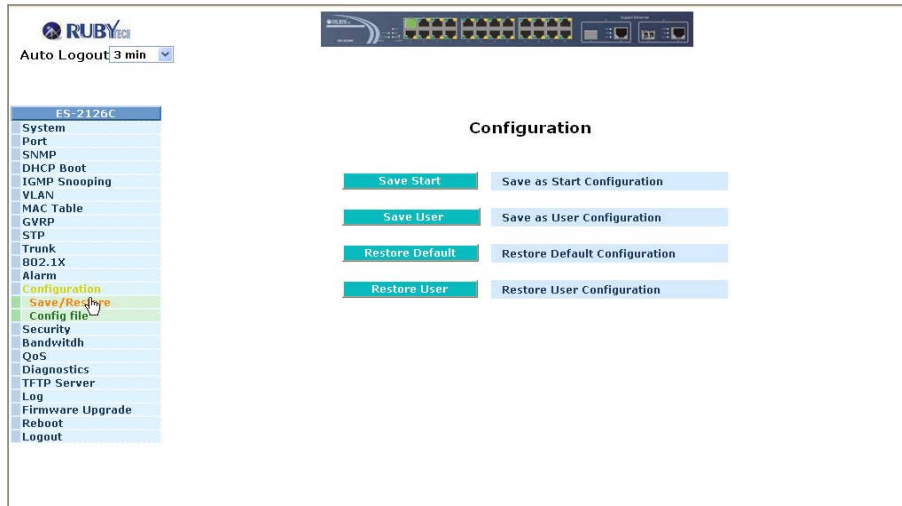 RUBYTECH
Auto Logout 3 min
ES-2126C
System
Port
SNMP
DHCP Boot
IGMP Snooping
VLAN
MAC Table
GVRP
STP
Trunk
802.1X
Alarm
Configuration
Save/Restore
Config file
Security
Bandwitdh
QoS
Diagnostics
TFTP Server
Log
Firmware Upgrade
Reboot
Logout
Configuration
Save Start Save as Start Configuration
Save User Save as User Configuration
Restore Default Restore Default Configuration
Restore User Restore User Configuration